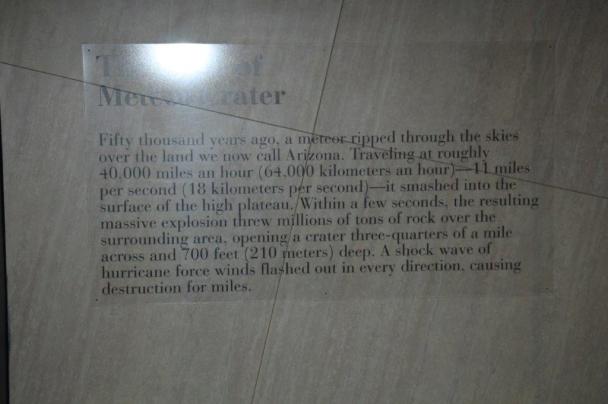 of
Meteor Crater
Fifty thousand years ago, a meteor ripped through the skies
over the land we now call Arizona. Traveling at roughly
40,000 miles an hour (64,000 kilometers an hour)—11 miles
per second (18 kilometers per second)—it smashed into the
surface of the high plateau. Within a few seconds, the resulting
massive explosion threw millions of tons of rock over the
surrounding area, opening a crater three-quarters of a mile
across and 700 feet (210 meters) deep. A shock wave of
hurricane force winds flashed out in every direction, causing
destruction for miles.